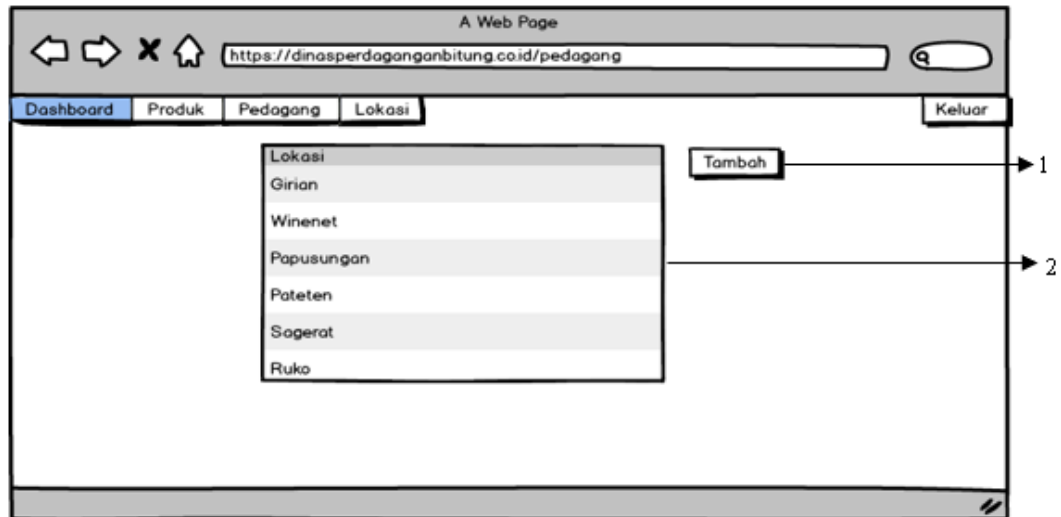 A Web Page
https://dinasperdaganganbitung.co.id/pedagang
Dashboard Produk Pedagang Lokasi Keluar
Lokasi
Tambah 1
Girian
Winenet
Papusungan
2
Pateten
Sagerat
Ruko